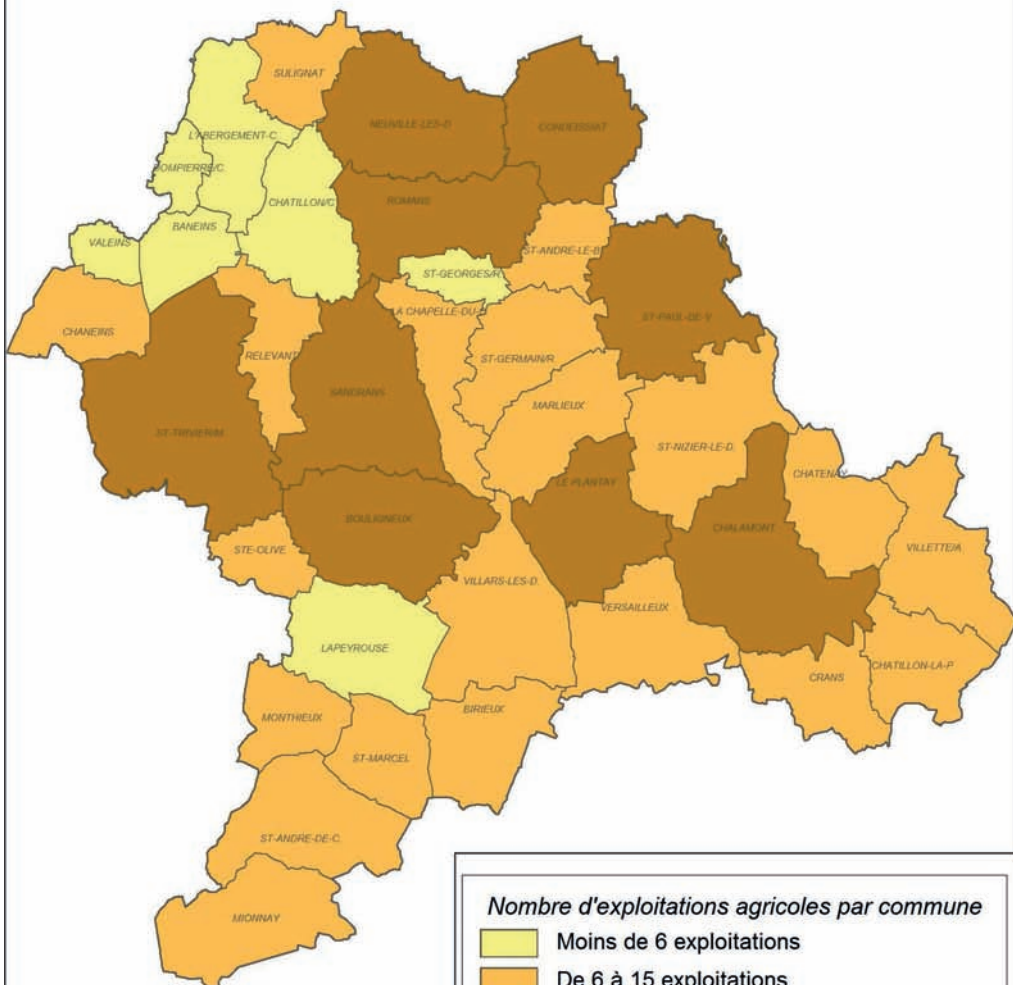 SULIGNAT
NEUVILLE-LES-D
CONDEISSIAT
L'ABERGEMENT-C
DOMPIERRE/C
CHATILLON/C
ROMANS
VALEINS
BANEINS
ST-ANDRE-LE-B
ST-GEORGES/R
LA CHAPELLE-DU-C
ST-PAUL-DE-V
CHANEINS
RELEVANT
ST-GERMAIN/R
SANDRANS
MARLIEUX
ST-TRIVIER/M
ST-NIZIER-LE-D
CHATENAY
LE PLANTAY
BOULIGNEUX
CHALAMONT
STE-OLIVE
VILLARS-LES-D
VILLETTE/A
VERSAILLEUX
LAPEYROUSE
CRANS
CHATILLON-LA-P
MONTHIEUX
BIRIEUX
ST-MARCEL
ST-ANDRE-DE-C
MIONNAY
Nombre d'exploitations agricoles par commune
Moins de 6 exploitations
De 6 à 15 exploitations